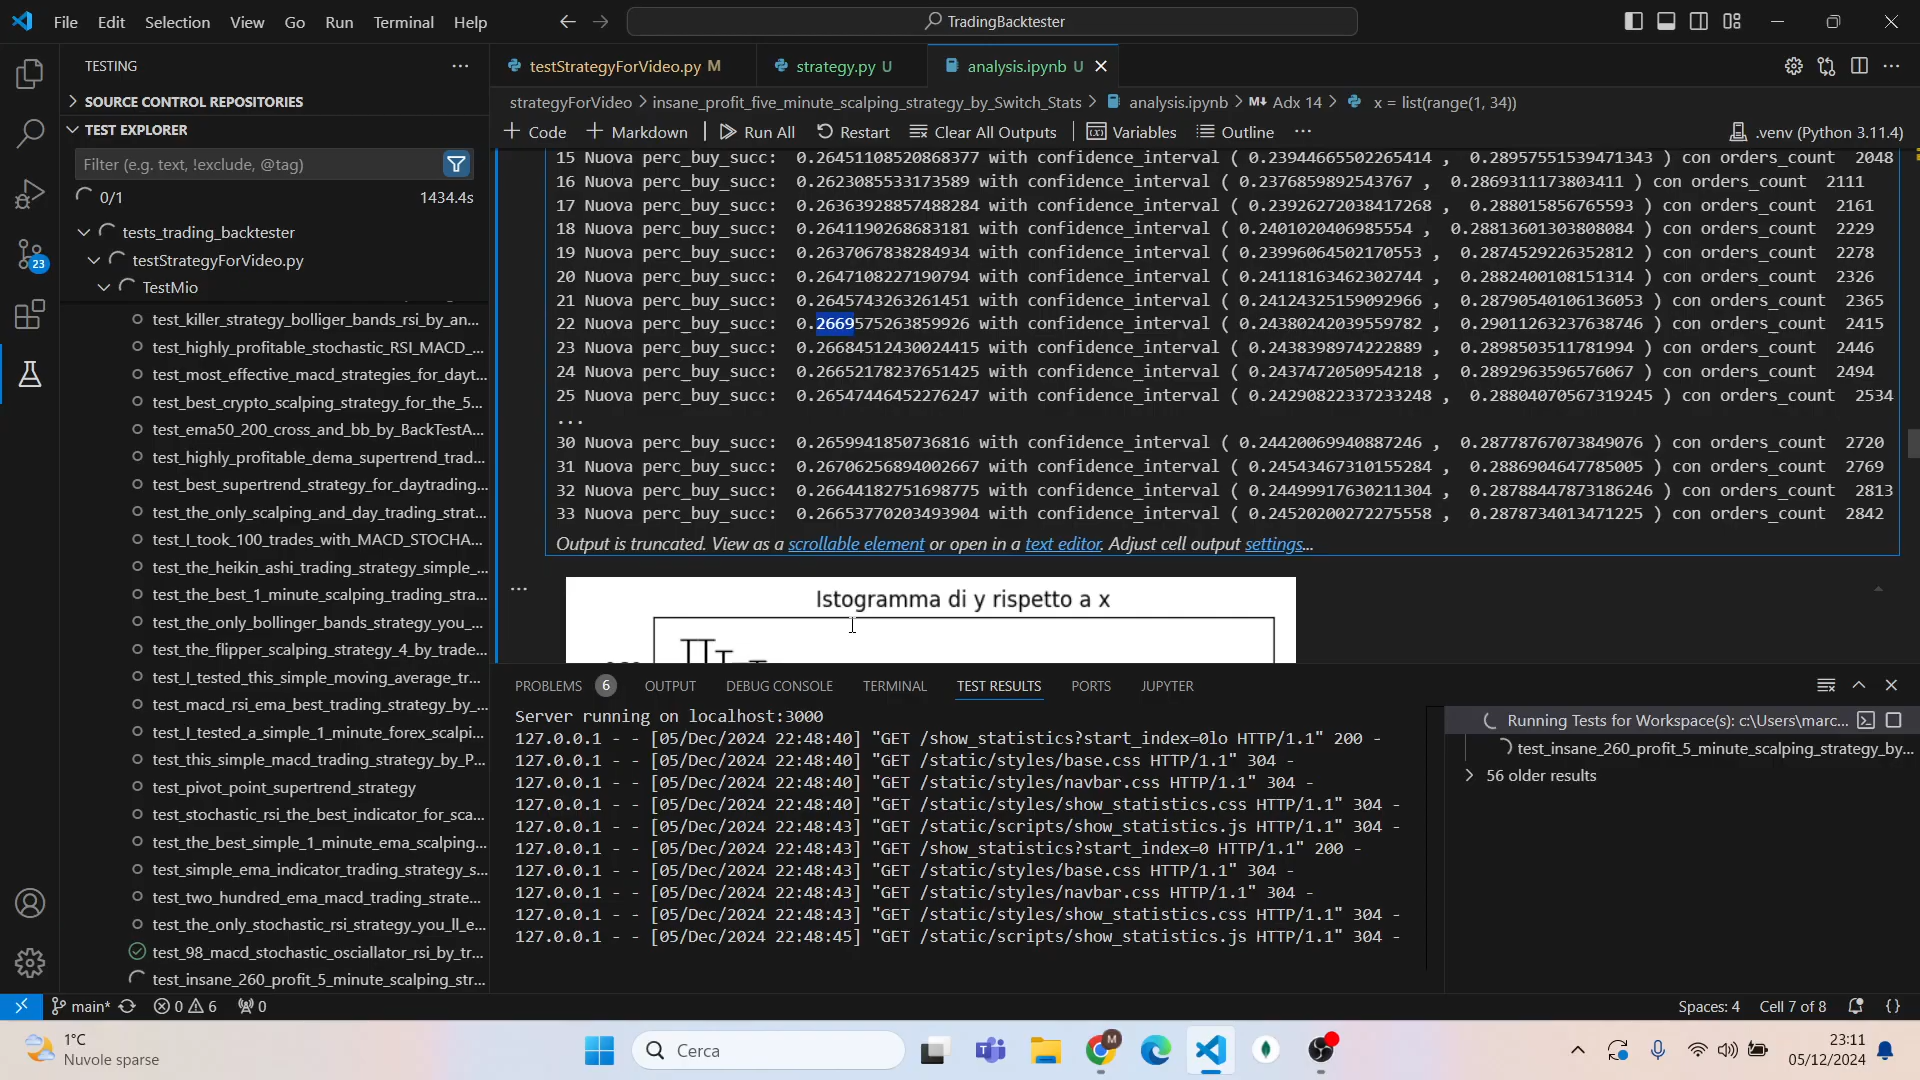 File Edit Selection View Go Run Terminal Help
TradingBacktester
TESTING
SOURCE CONTROL REPOSITORIES
TEST EXPLORER
Filter (e.g. text, !exclude, @tag)
0/1 1434.4s
tests_trading_backtester
testStrategyForVideo.py
TestMio
test_killer_strategy_bolliger_bands_rsi_by_an...
test_highly_profitable_stochastic_RSI_MACD_...
test_most_effective_macd_strategies_for_dayt...
test_best_crypto_scalping_strategy_for_the_5...
test_ema50_200_cross_and_bb_by_BackTestA...
test_highly_profitable_dema_supertrend_trad...
test_best_supertrend_strategy_for_daytrading...
test_the_only_scalping_and_day_trading_strat...
test_I_took_100_trades_with_MACD_STOCHA...
test_the_heikin_ashi_trading_strategy_simple_...
test_the_best_1_minute_scalping_trading_stra...
test_the_only_bollinger_bands_strategy_you_...
test_the_flipper_scalping_strategy_4_by_trade...
test_I_tested_this_simple_moving_average_tr...
test_macd_rsi_ema_best_trading_strategy_by_...
test_I_tested_a_simple_1_minute_forex_scalpi...
test_this_simple_macd_trading_strategy_by_P...
test_pivot_point_supertrend_strategy
test_stochastic_rsi_the_best_indicator_for_sca...
test_the_best_simple_1_minute_ema_scalping...
test_simple_ema_indicator_trading_strategy_s...
test_two_hundred_ema_macd_trading_strate...
test_the_only_stochastic_rsi_strategy_you_ll_e...
test_98_macd_stochastic_osciallator_rsi_by_tr...
test_insane_260_profit_5_minute_scalping_str...
testStrategyForVideo.py M strategy.py U analysis.ipynb U
strategyForVideo > insane_profit_five_minute_scalping_strategy_by_Switch_Stats > analysis.ipynb > M↓ Adx 14 > x = list(range(1, 34))
Code Markdown Run All Restart Clear All Outputs Variables Outline ... .venv (Python 3.11.4)
15 Nuova perc_buy_succ: 0.26451108520868377 with confidence_interval ( 0.23944665502265414 , 0.28957551539471343 ) con orders_count 2048
16 Nuova perc_buy_succ: 0.2623085533173589 with confidence_interval ( 0.2376859892543767 , 0.2869311173803411 ) con orders_count 2111
17 Nuova perc_buy_succ: 0.26363928857488284 with confidence_interval ( 0.23926272038417268 , 0.288015856765593 ) con orders_count 2161
18 Nuova perc_buy_succ: 0.2641190268683181 with confidence_interval ( 0.2401020406985554 , 0.28813601303808084 ) con orders_count 2229
19 Nuova perc_buy_succ: 0.2637067838284934 with confidence_interval ( 0.23996064502170553 , 0.2874529226352812 ) con orders_count 2278
20 Nuova perc_buy_succ: 0.2647108227190794 with confidence_interval ( 0.24118163462302744 , 0.2882400108151314 ) con orders_count 2326
21 Nuova perc_buy_succ: 0.2645743263261451 with confidence_interval ( 0.24124325159092966 , 0.28790540106136053 ) con orders_count 2365
22 Nuova perc_buy_succ: 0.2669575263859926 with confidence_interval ( 0.24380242039559782 , 0.29011263237638746 ) con orders_count 2415
23 Nuova perc_buy_succ: 0.26684512430024415 with confidence_interval ( 0.2438398974222889 , 0.2898503511781994 ) con orders_count 2446
24 Nuova perc_buy_succ: 0.26652178237651425 with confidence_interval ( 0.2437472050954218 , 0.2892963596576067 ) con orders_count 2494
25 Nuova perc_buy_succ: 0.26547446452276247 with confidence_interval ( 0.24290822337233248 , 0.28804070567319245 ) con orders_count 2534
...
30 Nuova perc_buy_succ: 0.2659941850736816 with confidence_interval ( 0.24420069940887246 , 0.28778767073849076 ) con orders_count 2720
31 Nuova perc_buy_succ: 0.26706256894002667 with confidence_interval ( 0.24543467310155284 , 0.2886904647785005 ) con orders_count 2769
32 Nuova perc_buy_succ: 0.26644182751698775 with confidence_interval ( 0.24499917630211304 , 0.28788447873186246 ) con orders_count 2813
33 Nuova perc_buy_succ: 0.26653770203493904 with confidence_interval ( 0.24520200272275558 , 0.2878734013471225 ) con orders_count 2842
Output is truncated. View as a scrollable element or open in a text editor. Adjust cell output settings...
Istogramma di y rispetto a x
PROBLEMS 6 OUTPUT DEBUG CONSOLE TERMINAL TEST RESULTS PORTS JUPYTER
Server running on localhost:3000
127.0.0.1 - - [05/Dec/2024 22:48:40] "GET /show_statistics?start_index=0lo HTTP/1.1" 200 -
127.0.0.1 - - [05/Dec/2024 22:48:40] "GET /static/styles/base.css HTTP/1.1" 304 -
127.0.0.1 - - [05/Dec/2024 22:48:40] "GET /static/styles/navbar.css HTTP/1.1" 304 -
127.0.0.1 - - [05/Dec/2024 22:48:40] "GET /static/styles/show_statistics.css HTTP/1.1" 304 -
127.0.0.1 - - [05/Dec/2024 22:48:43] "GET /static/scripts/show_statistics.js HTTP/1.1" 304 -
127.0.0.1 - - [05/Dec/2024 22:48:43] "GET /show_statistics?start_index=0 HTTP/1.1" 200 -
127.0.0.1 - - [05/Dec/2024 22:48:43] "GET /static/styles/base.css HTTP/1.1" 304 -
127.0.0.1 - - [05/Dec/2024 22:48:43] "GET /static/styles/navbar.css HTTP/1.1" 304 -
127.0.0.1 - - [05/Dec/2024 22:48:43] "GET /static/styles/show_statistics.css HTTP/1.1" 304 -
127.0.0.1 - - [05/Dec/2024 22:48:45] "GET /static/scripts/show_statistics.js HTTP/1.1" 304 -
Running Tests for Workspace(s): c:\Users\marc...
test_insane_260_profit_5_minute_scalping_strategy_by...
56 older results
23
main* 0 6 0 Spaces: 4 Cell 7 of 8
1°C
Nuvole sparse
Cerca
M
23:11
05/12/2024